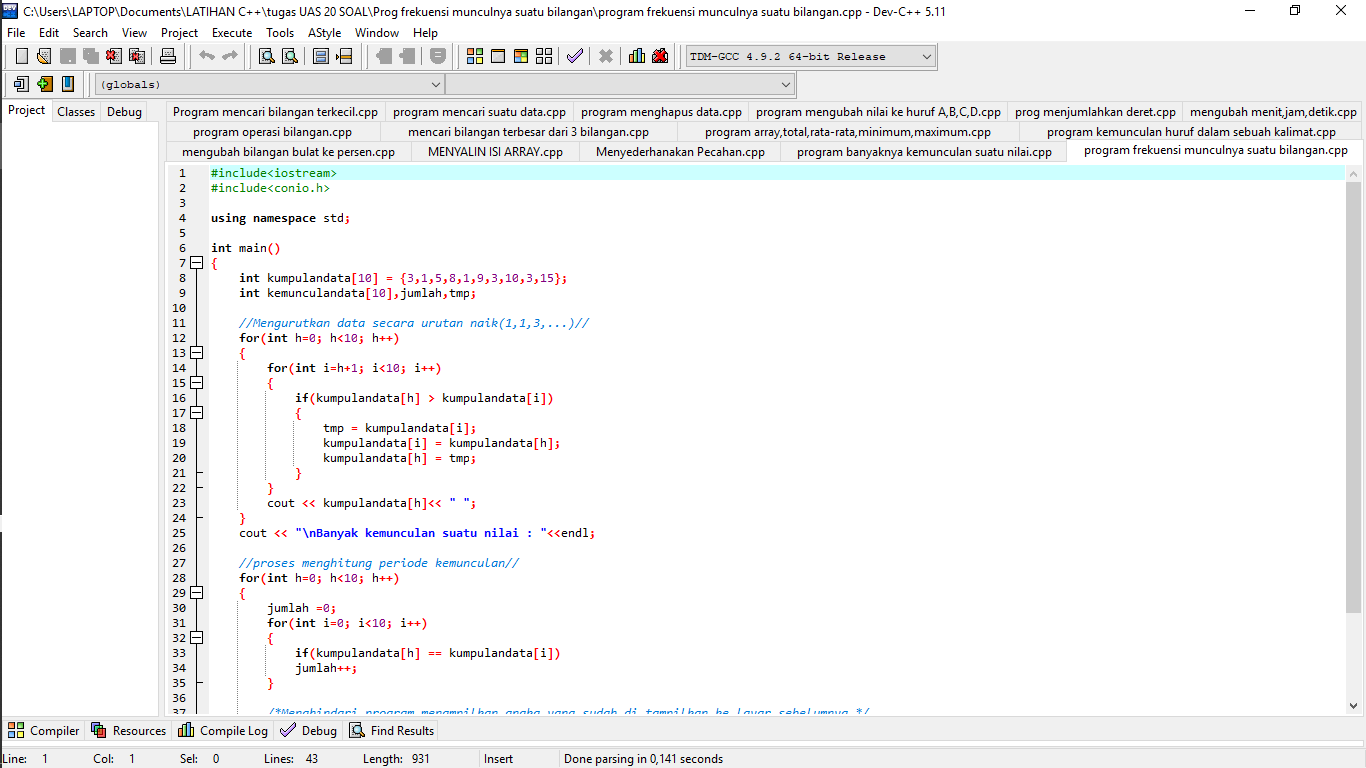 C:\Users\LAPTOP\Documents\LATIHAN C++\tugas UAS 20 SOAL\Prog frekuensi munculnya suatu bilangan\program frekuensi munculnya suatu bilangan.cpp - Dev-C++ 5.11
File Edit Search View Project Execute Tools AStyle Window Help
TDM-GCC 4.9.2 64-bit Release
(globals)
Project Classes Debug
Program mencari bilangan terkecil.cpp program mencari suatu data.cpp program menghapus data.cpp program mengubah nilai ke huruf A,B,C,D.cpp prog menjumlahkan deret.cpp mengubah menit,jam,detik.cpp
program operasi bilangan.cpp mencari bilangan terbesar dari 3 bilangan.cpp program array,total,rata-rata,minimum,maximum.cpp program kemunculan huruf dalam sebuah kalimat.cpp
mengubah bilangan bulat ke persen.cpp MENYALIN ISI ARRAY.cpp Menyederhanakan Pecahan.cpp program banyaknya kemunculan suatu nilai.cpp program frekuensi munculnya suatu bilangan.cpp
1 #include<iostream>
2 #include<conio.h>
3
4 using namespace std;
5
6 int main()
7 {
8 int kumpulandata[10] = {3,1,5,8,1,9,3,10,3,15};
9 int kemunculandata[10],jumlah,tmp;
10
11 //Mengurutkan data secara urutan naik(1,1,3,...)//
12 for(int h=0; h<10; h++)
13 {
14 for(int i=h+1; i<10; i++)
15 {
16 if(kumpulandata[h] > kumpulandata[i])
17 {
18 tmp = kumpulandata[i];
19 kumpulandata[i] = kumpulandata[h];
20 kumpulandata[h] = tmp;
21 }
22 }
23 cout << kumpulandata[h]<< " ";
24 }
25 cout << "\nBanyak kemunculan suatu nilai : "<<endl;
26
27 //proses menghitung periode kemunculan//
28 for(int h=0; h<10; h++)
29 {
30 jumlah =0;
31 for(int i=0; i<10; i++)
32 {
33 if(kumpulandata[h] == kumpulandata[i])
34 jumlah++;
35 }
36
37 /*Menghindari program menampilkan angka yang sudah di tampilkan ke layar sebelumnya */
Compiler Resources Compile Log Debug Find Results
Line: 1 Col: 1 Sel: 0 Lines: 43 Length: 931 Insert Done parsing in 0,141 seconds